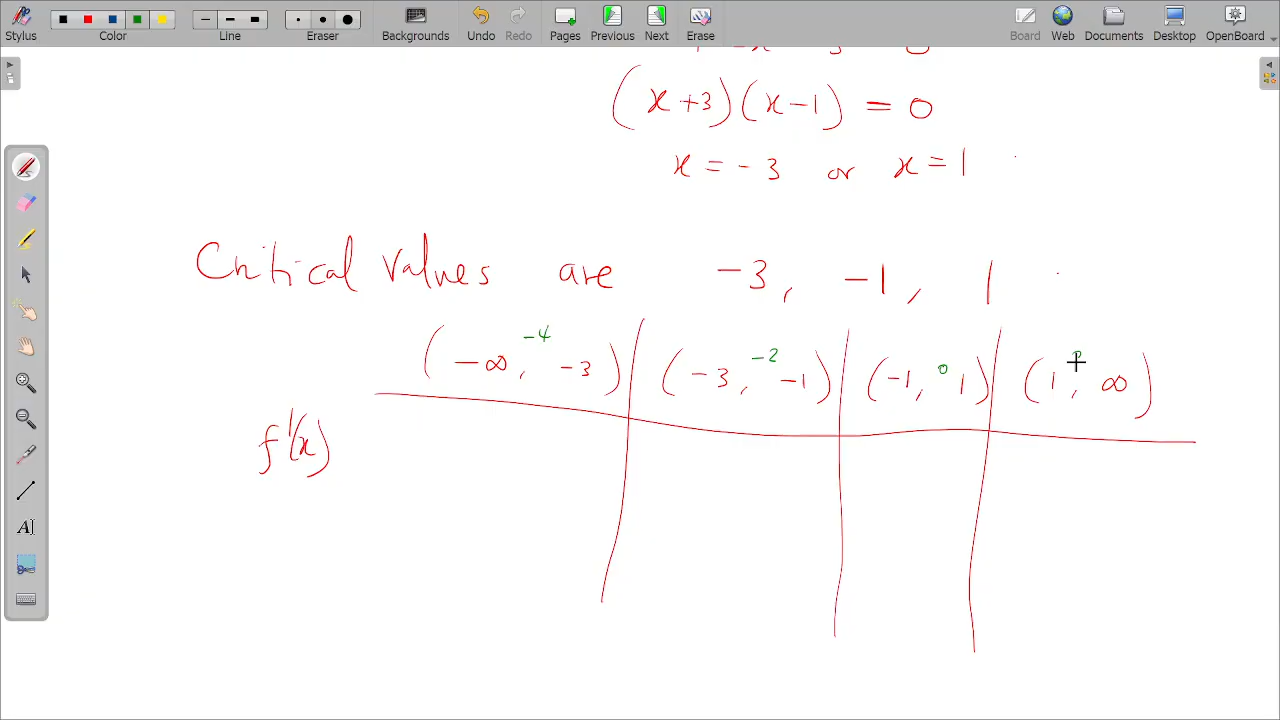 Stylus Color Line Eraser Backgrounds Undo Redo Pages Previous Next Erase Board Web Documents Desktop OpenBoard
(x+3)(x-1) = 0
x = -3 or x = 1
Critical values are -3, -1, 1
-4 -2 0
(-∞, -3) (-3, -1) (-1, 1) (1, ∞)
f'(x)